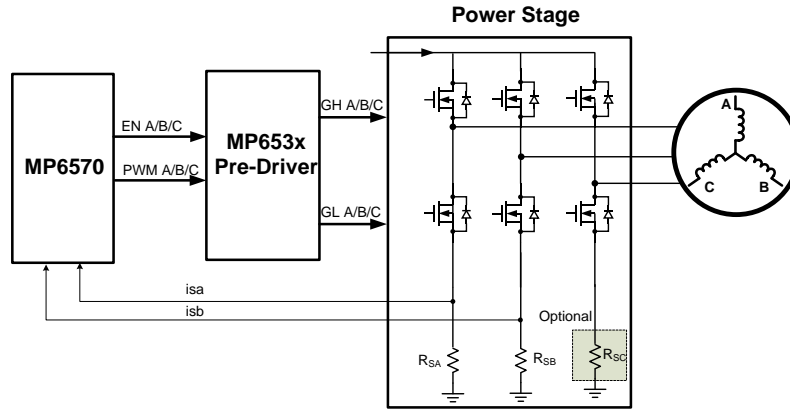 Power Stage
MP6570
EN A/B/C
PWM A/B/C
MP653x
Pre-Driver
GH A/B/C
GL A/B/C
A
C
B
isa
isb
Optional
RSA
RSB
RSC